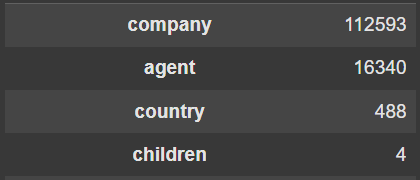 company 112593
agent 16340
country 488
children 4